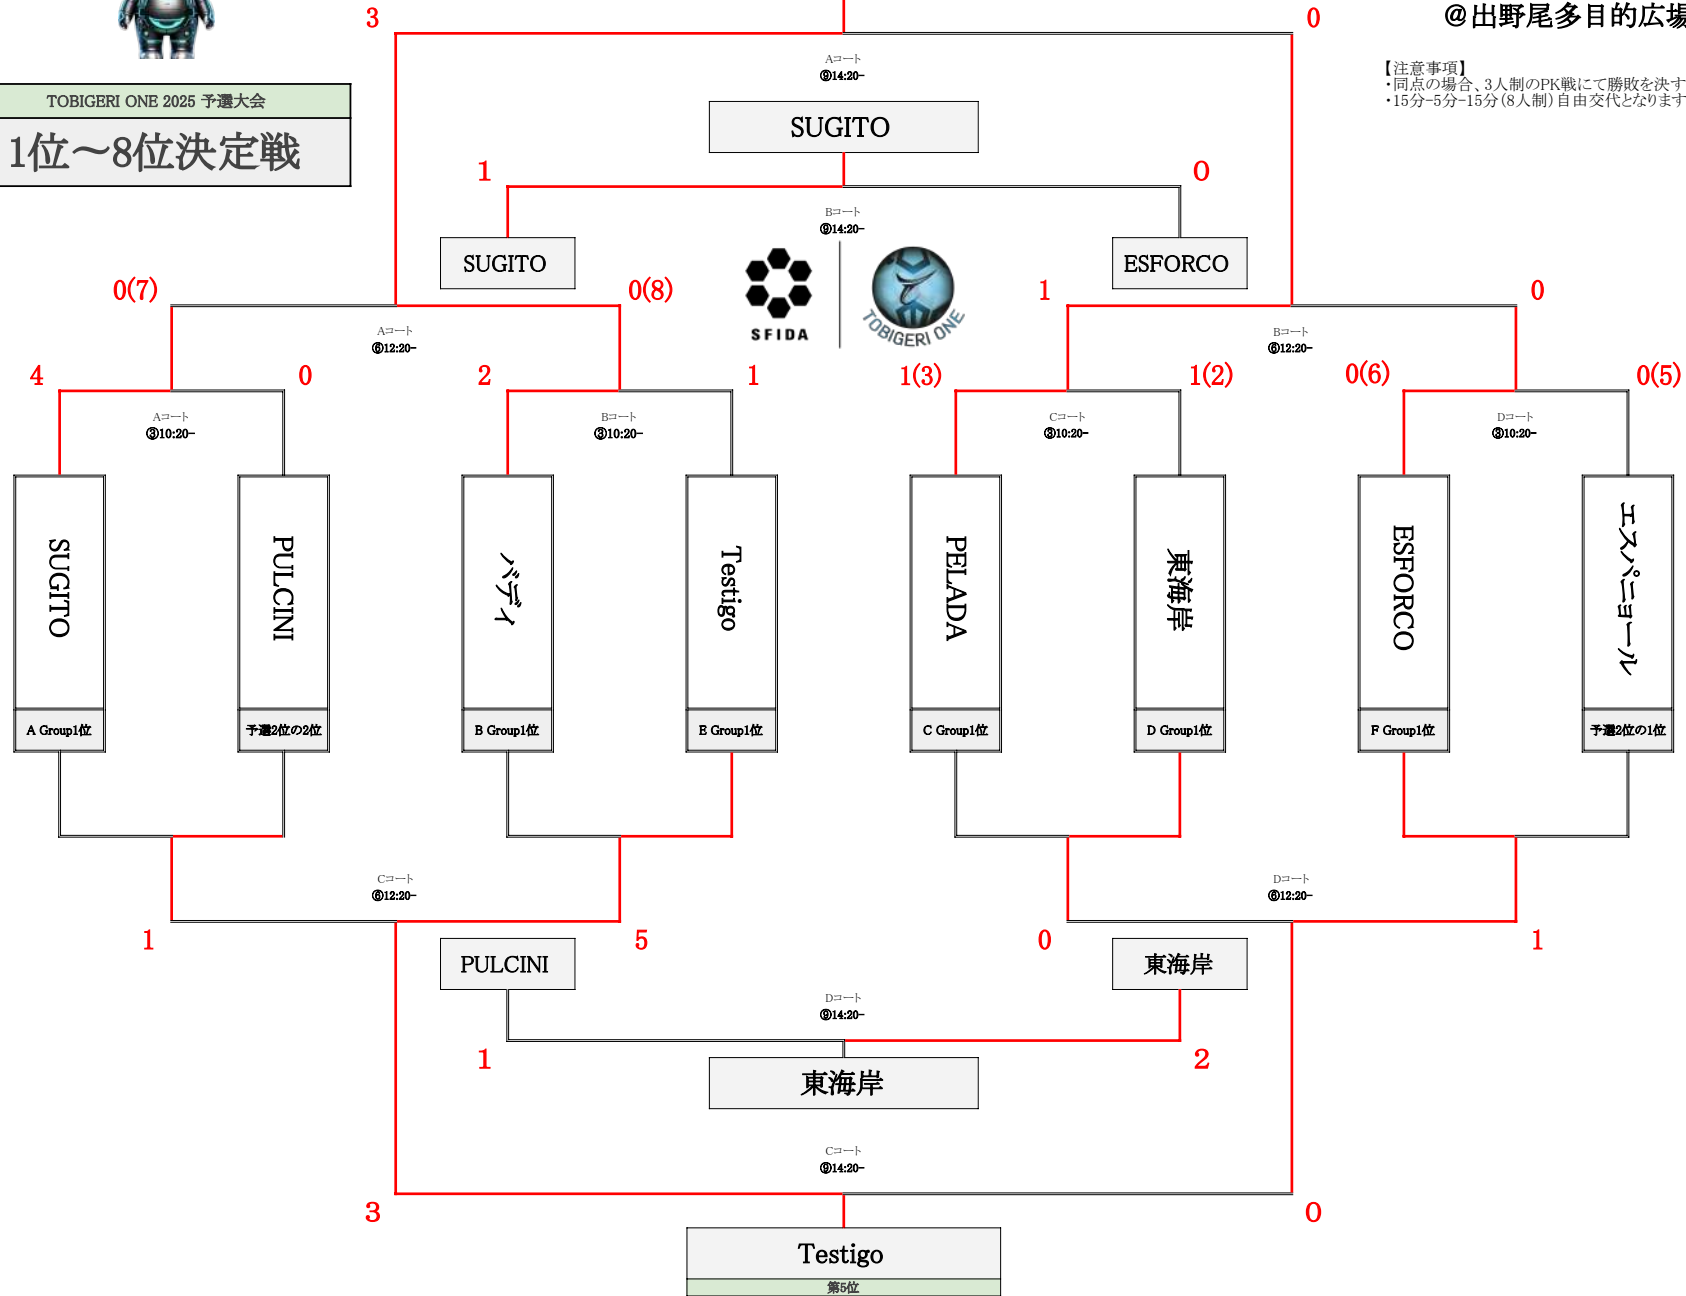 3
0
@出野尾多目的広場
Aコート
⑨14:20-
【注意事項】
・同点の場合、3人制のPK戦にて勝敗を決す
・15分-5分-15分(8人制)自由交代となります
TOBIGERI ONE 2025 予選大会
1位～8位決定戦
SUGITO
1
0
Bコート
⑨14:20-
SUGITO
ESFORCO
SFIDA
TOBIGERI ONE
0(7)
0(8)
1
0
Aコート
⑥12:20-
Bコート
⑥12:20-
4
0
2
1
1(3)
1(2)
0(6)
0(5)
Aコート
③10:20-
Bコート
③10:20-
Cコート
③10:20-
Dコート
③10:20-
SUGITO
PULCINI
バディ
Testigo
PELADA
東海岸
ESFORCO
エスパニョール
A Group1位
予選2位の2位
B Group1位
E Group1位
C Group1位
D Group1位
F Group1位
予選2位の1位
Cコート
⑥12:20-
Dコート
⑥12:20-
1
5
0
1
PULCINI
東海岸
Dコート
⑨14:20-
1
2
東海岸
Cコート
⑨14:20-
3
0
Testigo
第5位